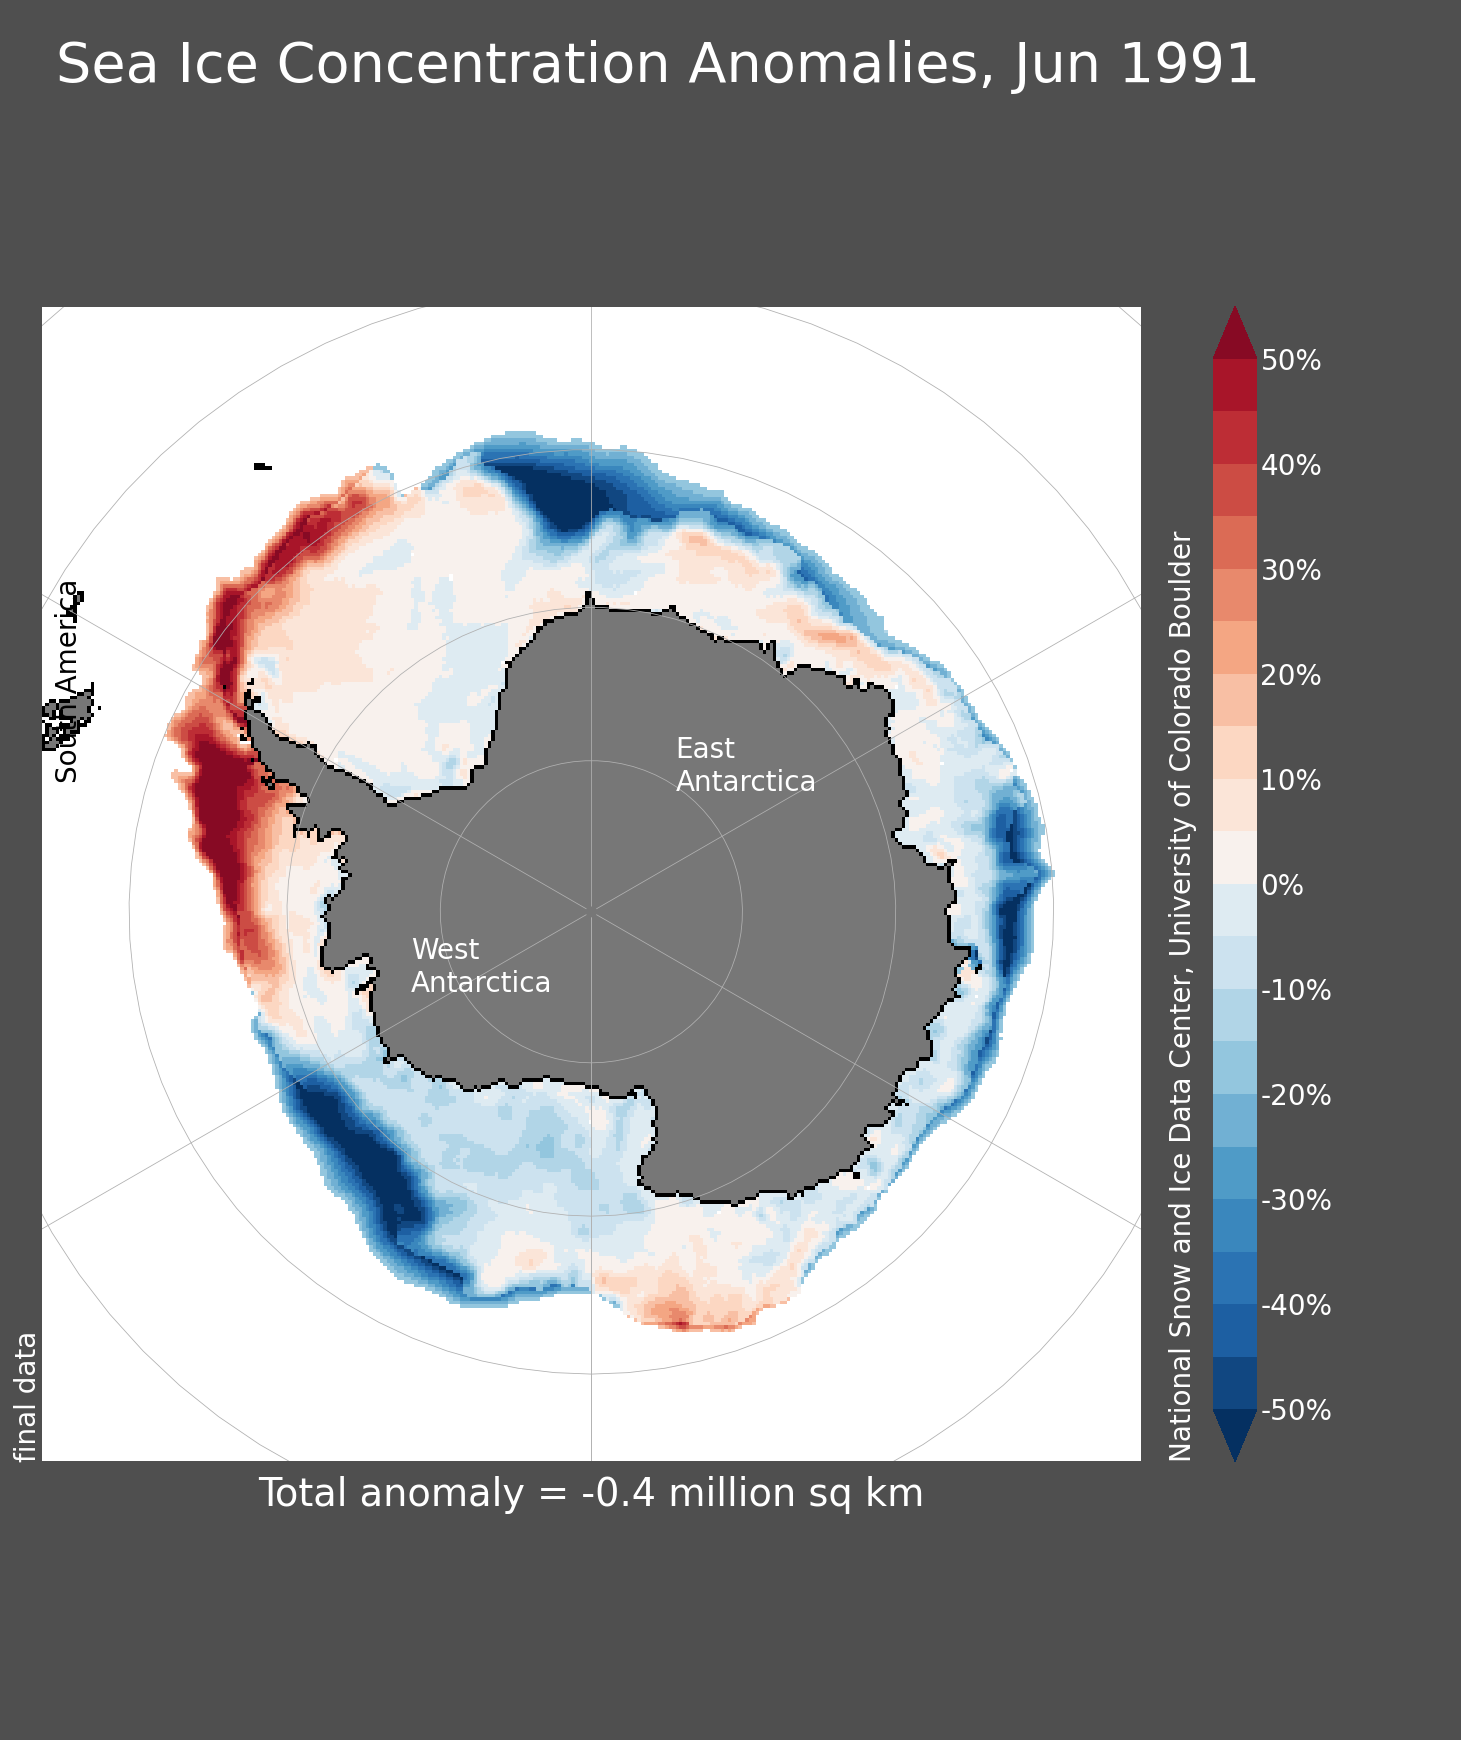 Sea Ice Concentration Anomalies, Jun 1991
South America
East
Antarctica
West
Antarctica
final data
National Snow and Ice Data Center, University of Colorado Boulder
50%
40%
30%
20%
10%
0%
-10%
-20%
-30%
-40%
-50%
Total anomaly = -0.4 million sq km